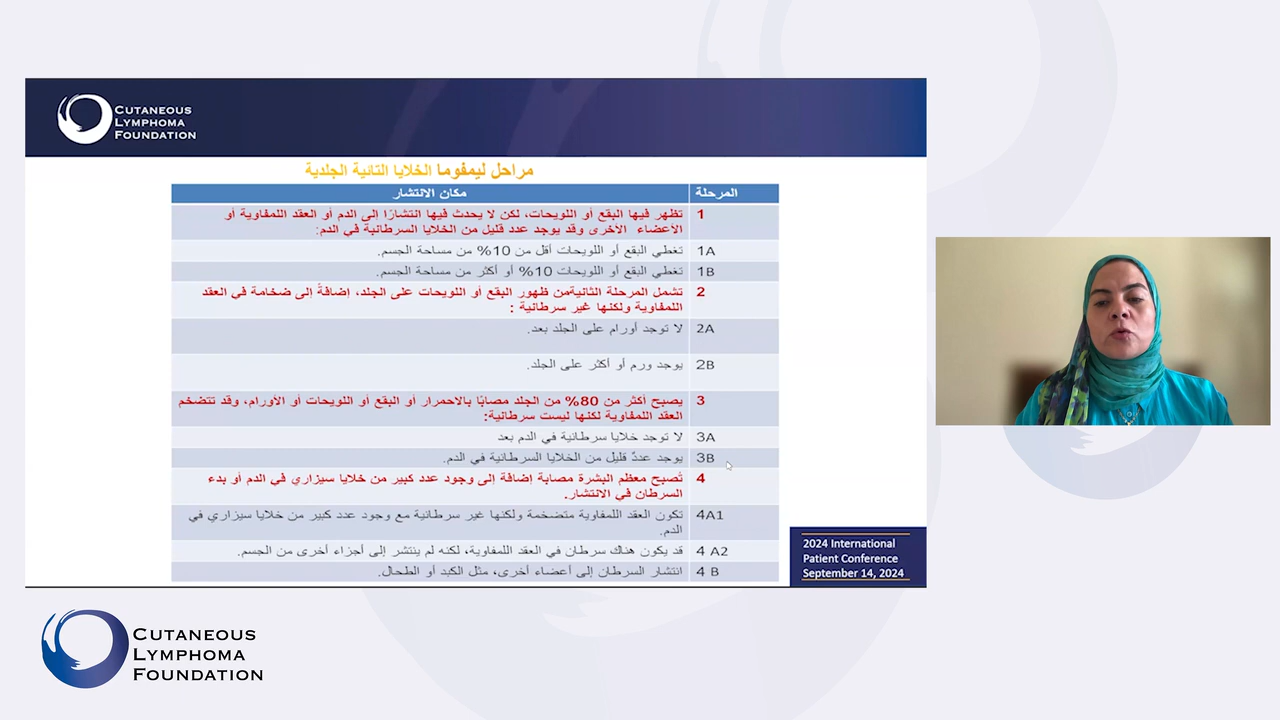 CUTANEOUS
LYMPHOMA
FOUNDATION
مراحل ليمفوما الخلايا التائية الجلدية
المرحلة مكان الانتشار
1 تظهر فيها البقع أو اللويحات، لكن لا يحدث فيها انتشارًا إلى الدم أو العقد اللمفاوية أو
الأعضاء الأخرى وقد يوجد عدد قليل من الخلايا السرطانية في الدم:
1A تغطي البقع أو اللويحات أقل من 10% من مساحة الجسم.
1B تغطي البقع أو اللويحات 10% أو أكثر من مساحة الجسم.
2 تشمل المرحلة الثانيةمن ظهور البقع أو اللويحات على الجلد، إضافةً إلى ضخامة في العقد
اللمفاوية ولكنها غير سرطانية :
2A لا توجد أورام على الجلد بعد.
2B يوجد ورم أو أكثر على الجلد.
3 يصبح أكثر من 80% من الجلد مصابًا بالاحمرار أو البقع أو اللويحات أو الأورام، وقد تتضخم
العقد اللمفاوية لكنها ليست سرطانية:
3A لا توجد خلايا سرطانية في الدم بعد
3B يوجد عددٌ قليل من الخلايا السرطانية في الدم.
4 تُصبح معظم البشرة مصابة إضافة إلى وجود عدد كبير من خلايا سيزاري في الدم أو بدء
السرطان في الانتشار.
4A1 تكون العقد اللمفاوية متضخمة ولكنها غير سرطانية مع وجود عدد كبير من خلايا سيزاري في
الدم.
4 A2 قد يكون هناك سرطان في العقد اللمفاوية، لكنه لم ينتشر إلى أجزاء أخرى من الجسم.
4 B انتشار السرطان إلى أعضاء أخرى، مثل الكبد أو الطحال.
2024 International
Patient Conference
September 14, 2024
CUTANEOUS
LYMPHOMA
FOUNDATION